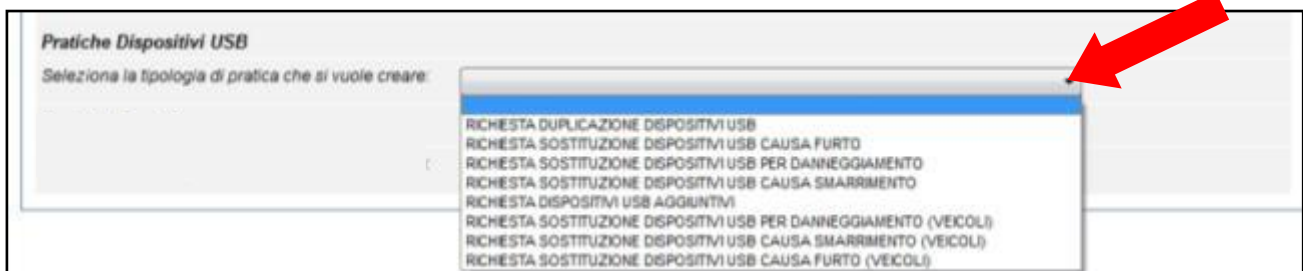 Pratiche Dispositivi USB
Seleziona la tipologia di pratica che si vuole creare:
RICHIESTA DUPLICAZIONE DISPOSITIVI USB
RICHIESTA SOSTITUZIONE DISPOSITIVI USB CAUSA FURTO
RICHIESTA SOSTITUZIONE DISPOSITIVI USB PER DANNEGGIAMENTO
RICHIESTA SOSTITUZIONE DISPOSITIVI USB CAUSA SMARRIMENTO
RICHIESTA DISPOSITIVI USB AGGIUNTIVI
RICHIESTA SOSTITUZIONE DISPOSITIVI USB PER DANNEGGIAMENTO (VEICOLI)
RICHIESTA SOSTITUZIONE DISPOSITIVI USB CAUSA SMARRIMENTO (VEICOLI)
RICHIESTA SOSTITUZIONE DISPOSITIVI USB CAUSA FURTO (VEICOLI)